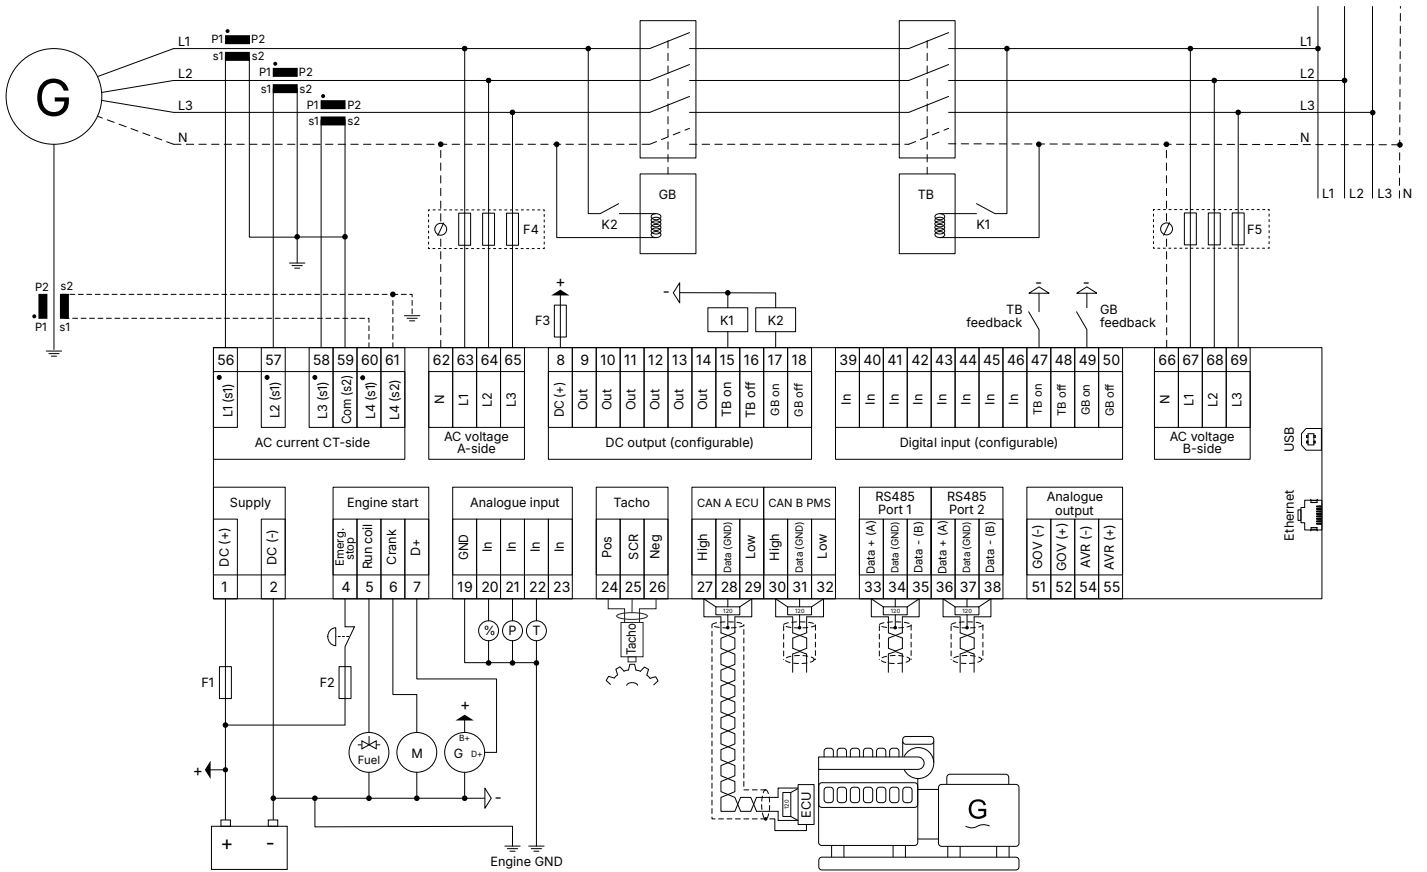 G
L1
L2
L3
N
P1 P2
s1 s2
P1 P2
s1 s2
P1 P2
s1 s2
GB
K2
TB
K1
L1
L2
L3
N
L1 L2 L3 N
F4
F5
P2 s2
P1 s1
+
F3
-
K1 K2
-
TB feedback
-
GB feedback
56 57 58 59 60 61
L1 (s1)
L2 (s1)
L3 (s1)
Com (s2)
L4 (s1)
L4 (s2)
AC current CT-side
62 63 64 65
N
L1
L2
L3
AC voltage
A-side
8 9 10 11 12 13 14 15 16 17 18
DC (+)
Out
Out
Out
Out
Out
Out
TB on
TB off
GB on
GB off
DC output (configurable)
39 40 41 42 43 44 45 46 47 48 49 50
In
In
In
In
In
In
In
In
TB on
TB off
GB on
GB off
Digital input (configurable)
66 67 68 69
N
L1
L2
L3
AC voltage
B-side
USB
Ethernet
Supply
DC (+)
DC (-)
1 2
Engine start
Emerg.
stop
Run coil
Crank
D+
4 5 6 7
Analogue input
GND
In
In
In
In
19 20 21 22 23
Tacho
Pos
SCR
Neg
24 25 26
CAN A ECU
High
Data (GND)
Low
27 28 29
CAN B PMS
High
Data (GND)
Low
30 31 32
RS485
Port 1
Data + (A)
Data (GND)
Data - (B)
33 34 35
RS485
Port 2
Data + (A)
Data (GND)
Data - (B)
36 37 38
Analogue
output
GOV (-)
GOV (+)
AVR (-)
AVR (+)
51 52 54 55
120
120
120
120
F1
F2
% P T
Tacho
+
+
Fuel
M
B+
G D+
-
+ -
Engine GND
120
ECU
G